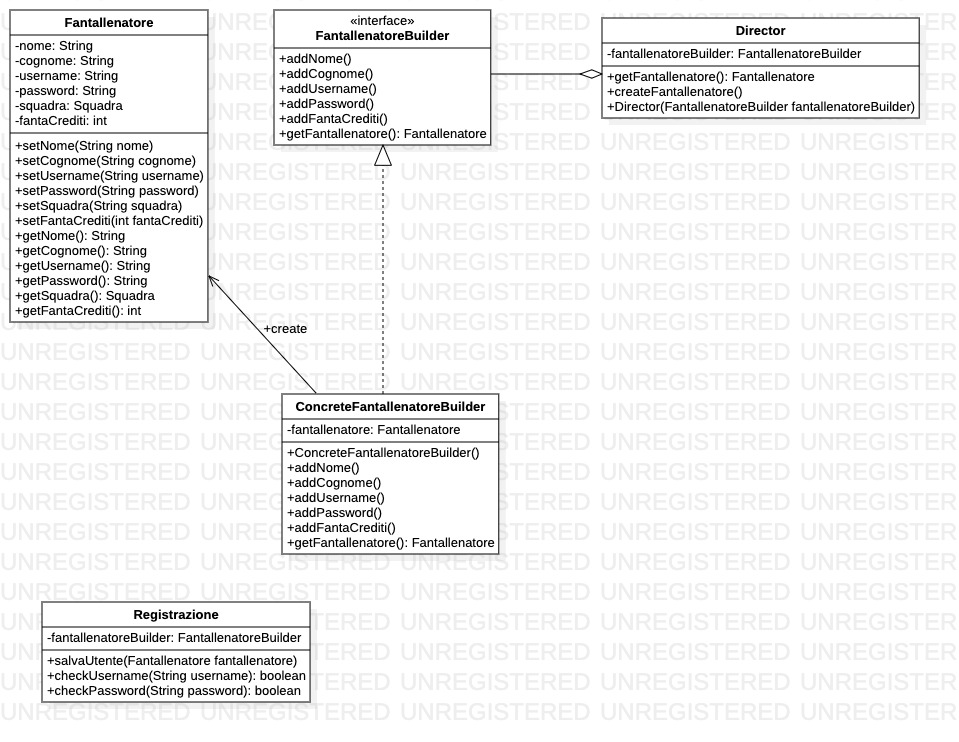 Fantallenatore
-nome: String
-cognome: String
-username: String
-password: String
-squadra: Squadra
-fantaCrediti: int
+setNome(String nome)
+setCognome(String cognome)
+setUsername(String username)
+setPassword(String password)
+setSquadra(String squadra)
+setFantaCrediti(int fantaCrediti)
+getNome(): String
+getCognome(): String
+getUsername(): String
+getPassword(): String
+getSquadra(): Squadra
+getFantaCrediti(): int
«interface»
FantallenatoreBuilder
+addNome()
+addCognome()
+addUsername()
+addPassword()
+addFantaCrediti()
+getFantallenatore(): Fantallenatore
Director
-fantallenatoreBuilder: FantallenatoreBuilder
+getFantallenatore(): Fantallenatore
+createFantallenatore()
+Director(FantallenatoreBuilder fantallenatoreBuilder)
+create
ConcreteFantallenatoreBuilder
-fantallenatore: Fantallenatore
+ConcreteFantallenatoreBuilder()
+addNome()
+addCognome()
+addUsername()
+addPassword()
+addFantaCrediti()
+getFantallenatore(): Fantallenatore
Registrazione
-fantallenatoreBuilder: FantallenatoreBuilder
+salvaUtente(Fantallenatore fantallenatore)
+checkUsername(String username): boolean
+checkPassword(String password): boolean
UNREGISTERED